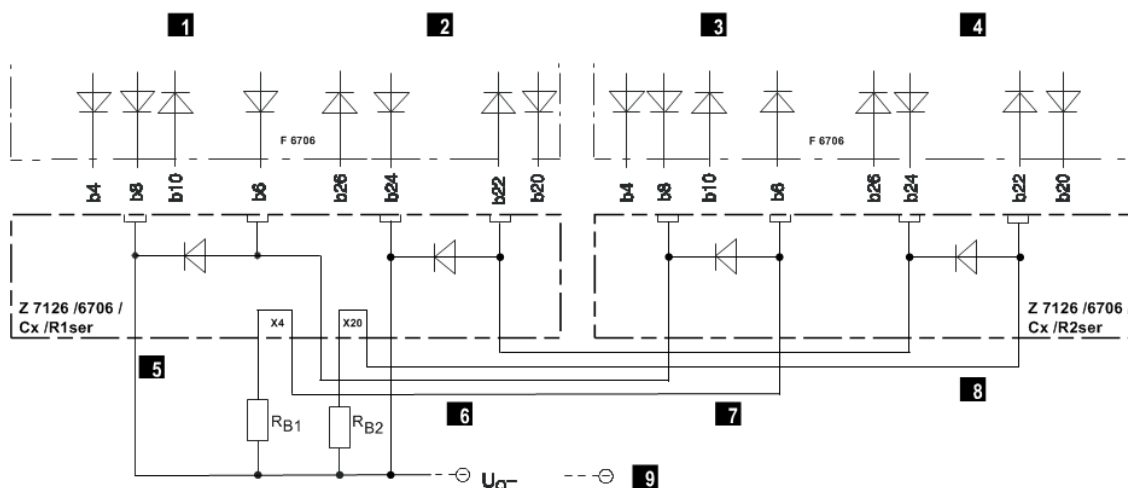 1 2 3 4
F 6706 F 6706
b4 b8 b10 b6 b26 b24 b22 b20 b4 b8 b10 b6 b26 b24 b22 b20
Z 7126 /6706 /
Cx /R1ser
X4 X20
Z 7126 /6706 /
Cx /R2ser
5 6 7 8
RB1 RB2
UQ− 9